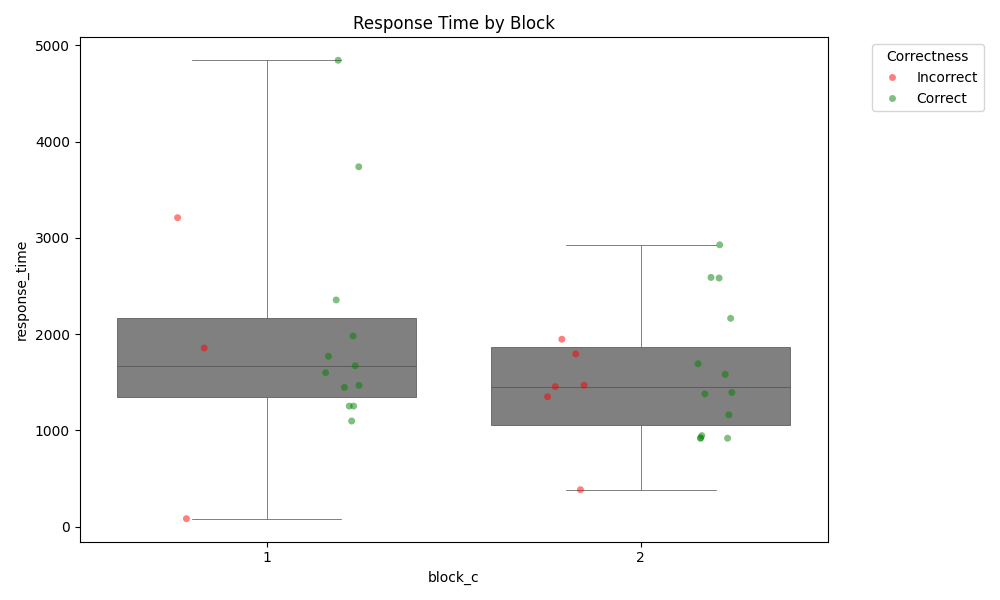 Response Time by Block
Correctness
Incorrect
Correct
5000
4000
3000
2000
1000
0
response_time
1
2
block_c